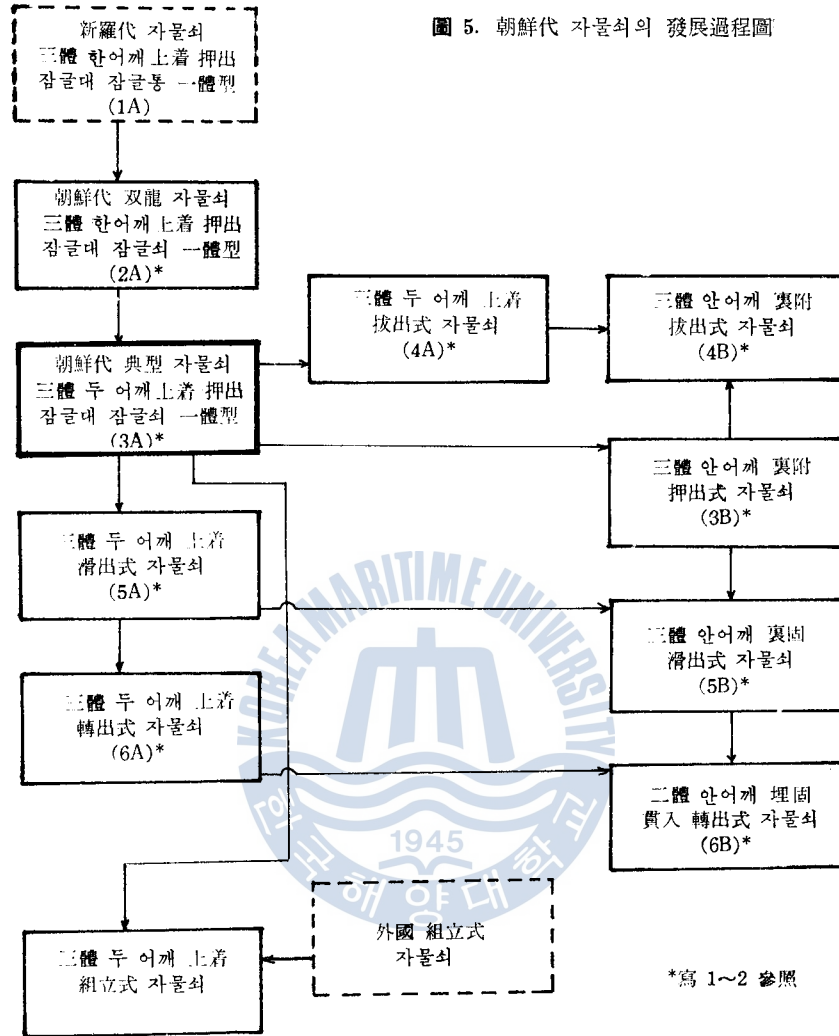 圖 5. 朝鮮代 자물쇠의 發展過程圖
新羅代 자물쇠
三體 한어깨 上着 押出
잠글대 잠글통 一體型
(1A)
朝鮮代 双龍 자물쇠
三體 한어깨 上着 押出
잠글대 잠글쇠 一體型
(2A)*
三體 두 어깨 上着
拔出式 자물쇠
(4A)*
三體 안어깨 裏附
拔出式 자물쇠
(4B)*
朝鮮代 典型 자물쇠
三體 두 어깨 上着 押出
잠글대 잠글쇠 一體型
(3A)*
三體 안어깨 裏附
押出式 자물쇠
(3B)*
三體 두 어깨 上着
滑出式 자물쇠
(5A)*
三體 안어깨 裏固
滑出式 자물쇠
(5B)*
三體 두 어깨 上着
轉出式 자물쇠
(6A)*
二體 안어깨 埋固
貫入 轉出式 자물쇠
(6B)*
三體 두 어깨 上着
組立式 자물쇠
外國 組立式
자물쇠
*寫 1~2 參照
KOREA MARITIME UNIVERSITY
1945
한국해양대학교